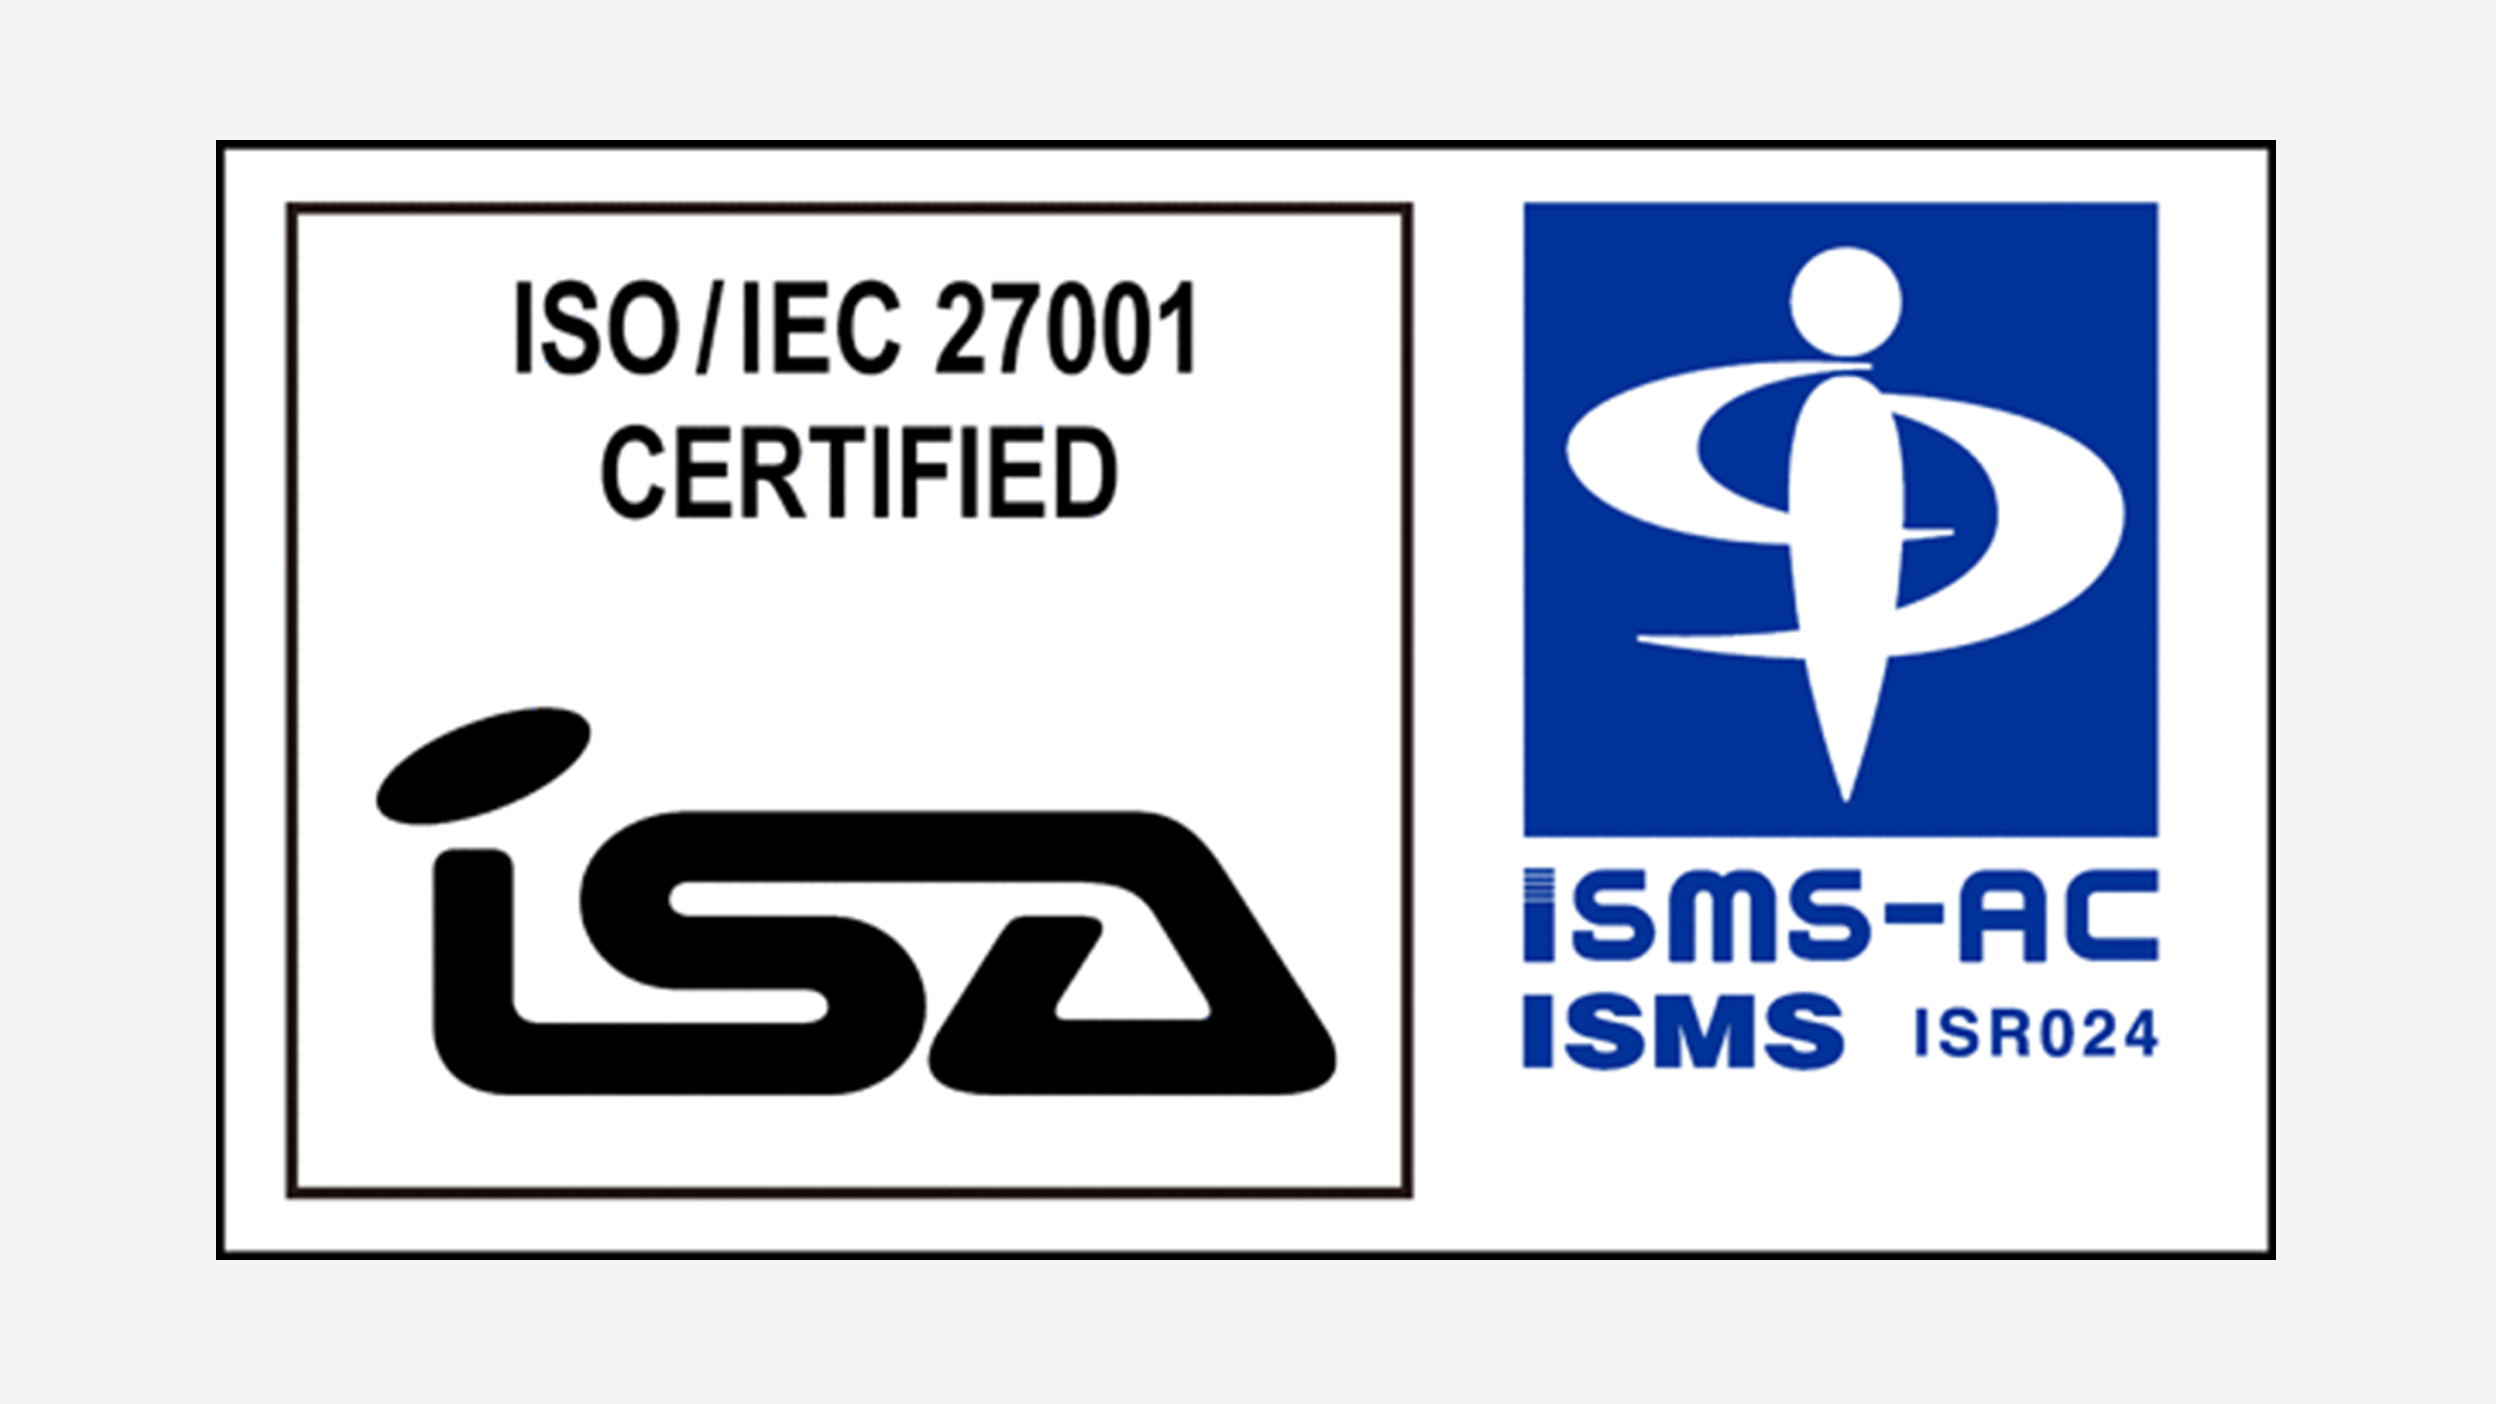 ISO/IEC 27001
CERTIFIED
isa
isms-AC
ISMS ISR024